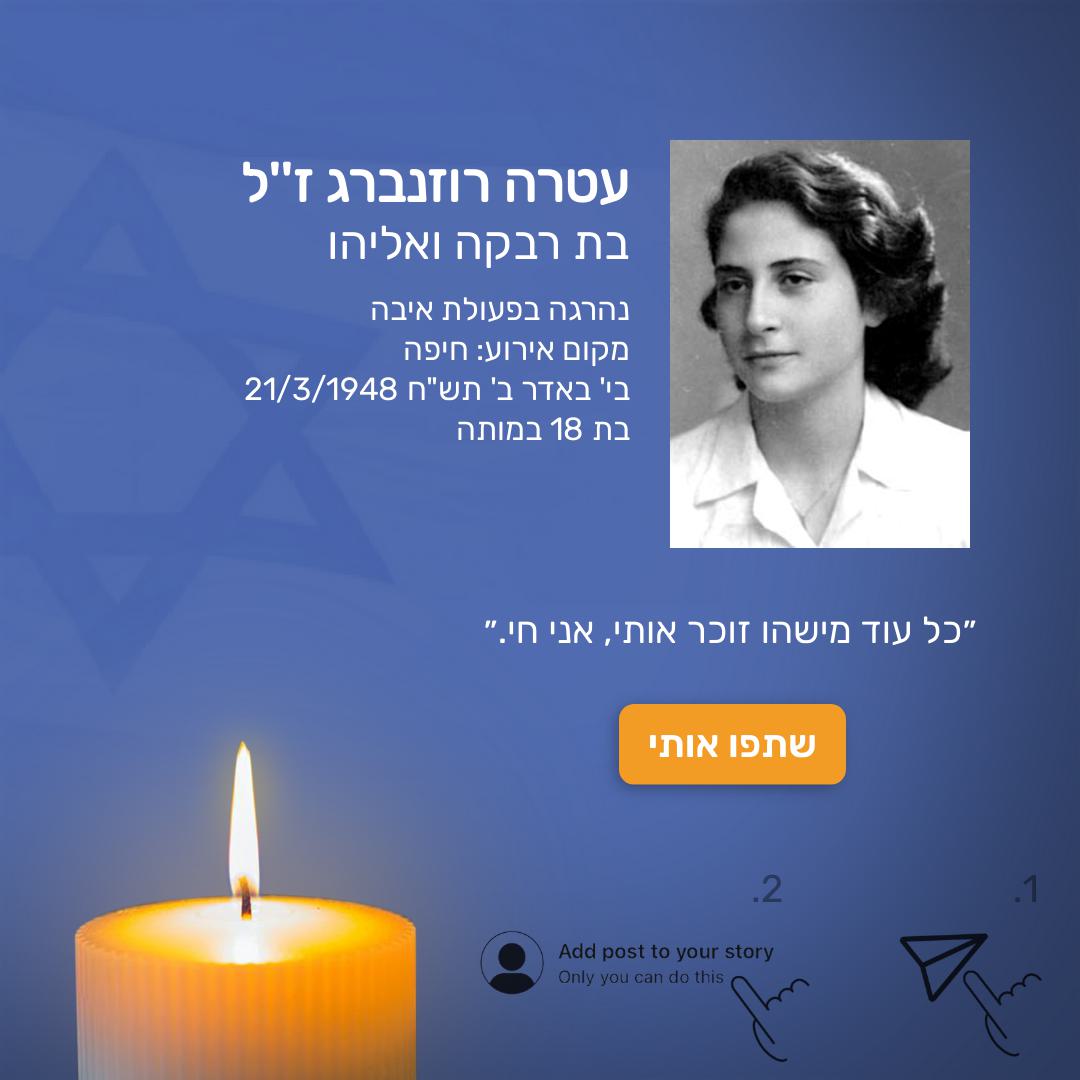 עטרה רוזנברג ז"ל
בת רבקה ואליהו
נהרגה בפעולת איבה
מקום אירוע: חיפה
בי' באדר ב' תש"ח 21/3/1948
בת 18 במותה
״כל עוד מישהו זוכר אותי, אני חי.״
שתפו אותי
1.
2.
Add post to your story
Only you can do this